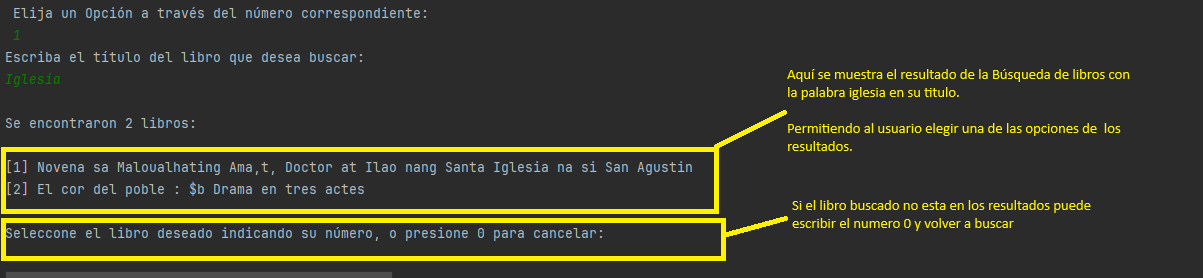 Elija un Opción a través del número correspondiente:
1
Escriba el título del libro que desea buscar:
Iglesia
Se encontraron 2 libros:
[1] Novena sa Maloualhating Ama,t, Doctor at Ilao nang Santa Iglesia na si San Agustin
[2] El cor del poble : $b Drama en tres actes
Seleccone el libro deseado indicando su número, o presione 0 para cancelar:
Aquí se muestra el resultado de la Búsqueda de libros con
la palabra iglesia en su titulo.
Permitiendo al usuario elegir una de las opciones de los
resultados.
Si el libro buscado no esta en los resultados puede
escribir el numero 0 y volver a buscar